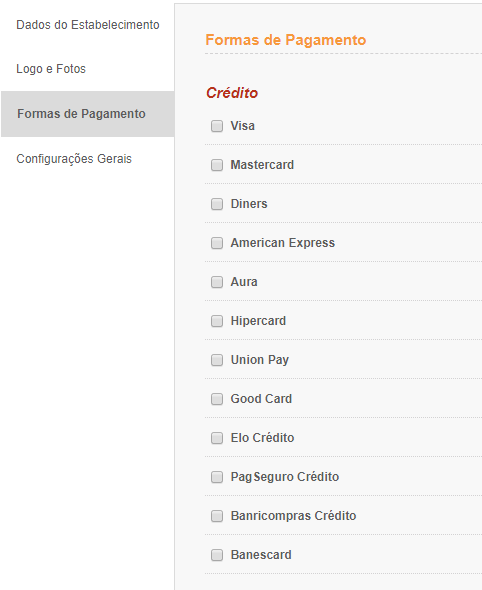 Dados do Estabelecimento
Logo e Fotos
Formas de Pagamento
Configurações Gerais
Formas de Pagamento
Crédito
Visa
Mastercard
Diners
American Express
Aura
Hipercard
Union Pay
Good Card
Elo Crédito
PagSeguro Crédito
Banricompras Crédito
Banescard